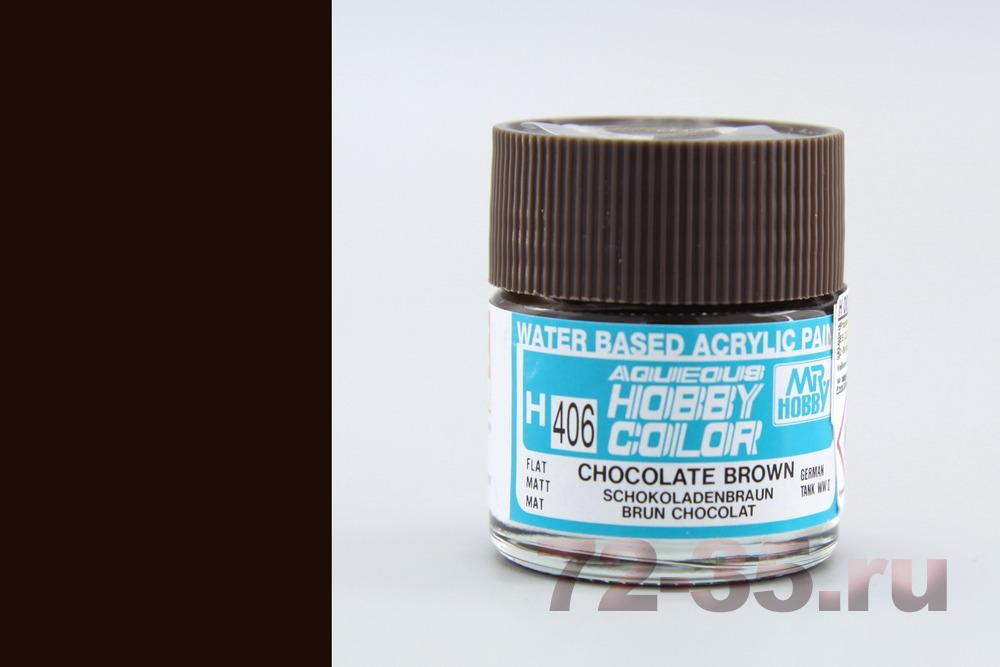 WATER BASED ACRYLIC PAIN
AQUEOUS
HOBBY
COLOR
MR HOBBY
H 406
FLAT
MATT
MAT
CHOCOLATE BROWN
SCHOKOLADENBRAUN
BRUN CHOCOLAT
GERMAN
TANK WW II
72-35.ru